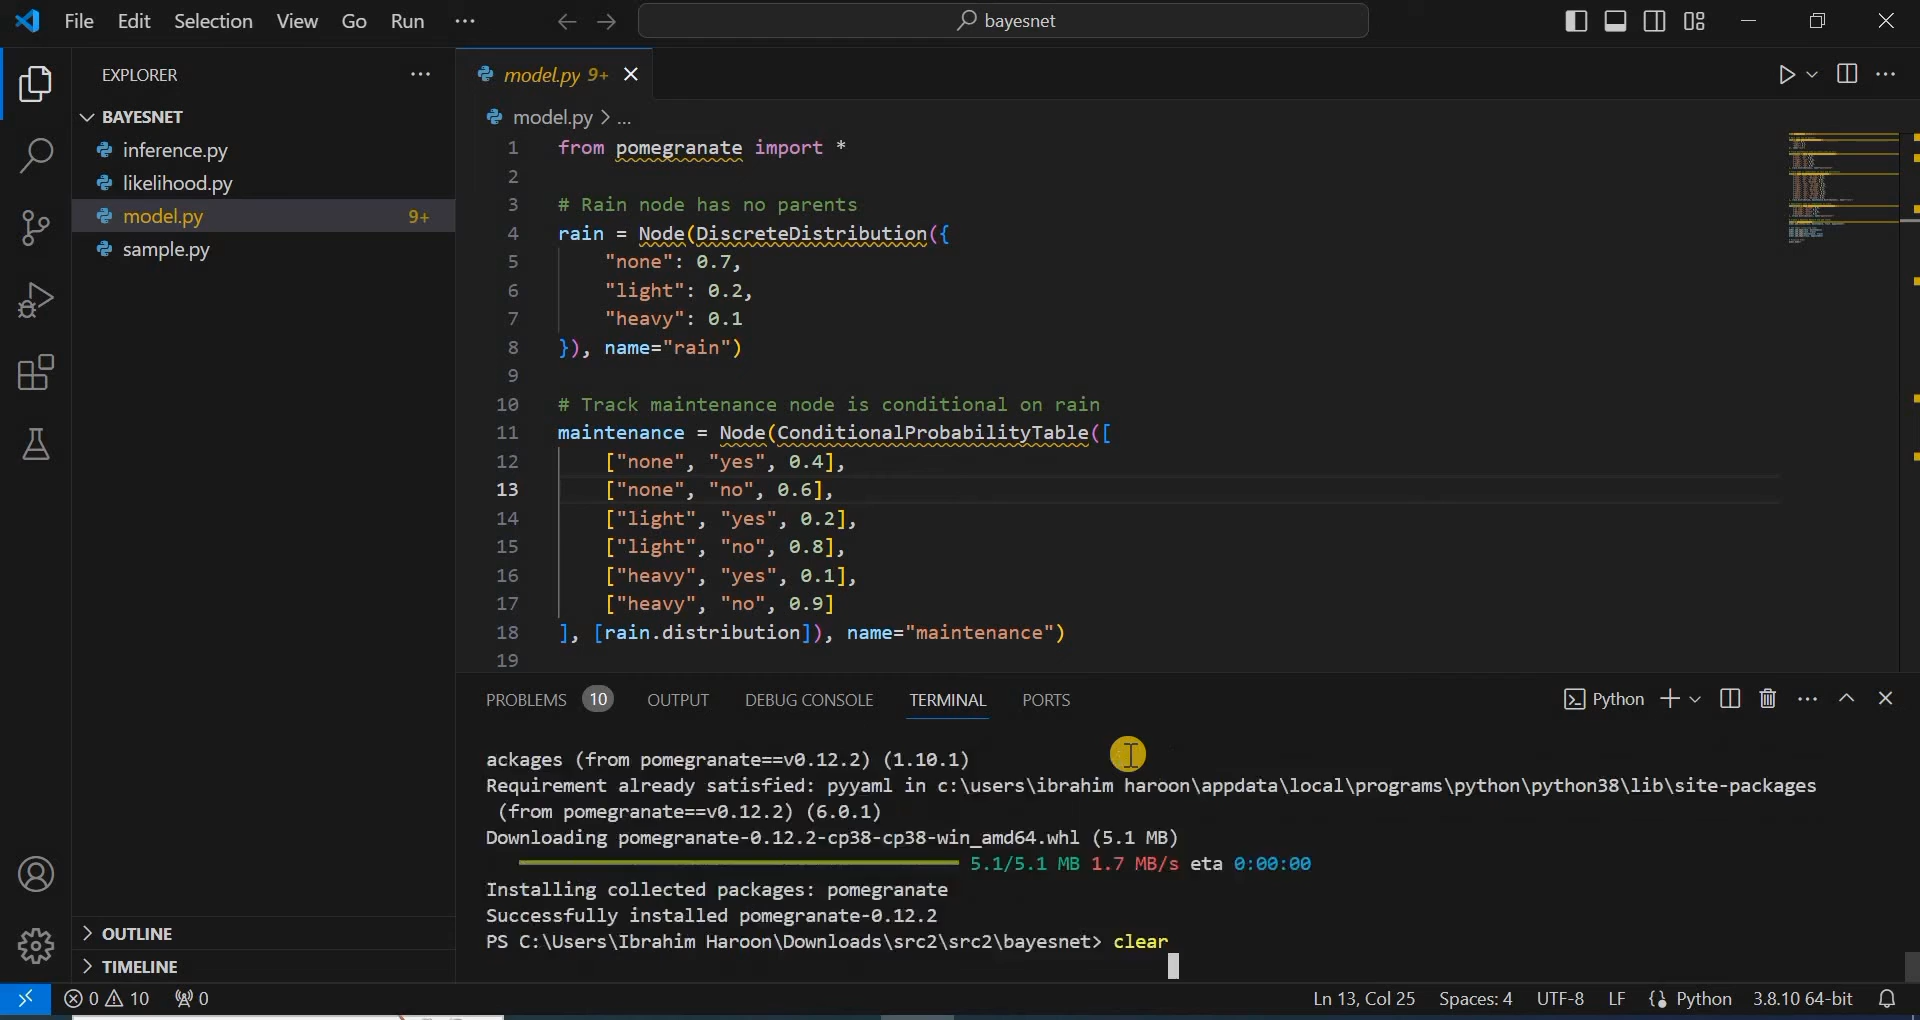 File Edit Selection View Go Run ···
bayesnet
EXPLORER ···
BAYESNET
inference.py
likelihood.py
model.py 9+
sample.py
OUTLINE
TIMELINE
model.py 9+
model.py > ...
1 from pomegranate import *
2
3 # Rain node has no parents
4 rain = Node(DiscreteDistribution({
5 "none": 0.7,
6 "light": 0.2,
7 "heavy": 0.1
8 }), name="rain")
9
10 # Track maintenance node is conditional on rain
11 maintenance = Node(ConditionalProbabilityTable([
12 ["none", "yes", 0.4],
13 ["none", "no", 0.6],
14 ["light", "yes", 0.2],
15 ["light", "no", 0.8],
16 ["heavy", "yes", 0.1],
17 ["heavy", "no", 0.9]
18 ], [rain.distribution]), name="maintenance")
19
PROBLEMS 10 OUTPUT DEBUG CONSOLE TERMINAL PORTS Python
ackages (from pomegranate==v0.12.2) (1.10.1)
Requirement already satisfied: pyyaml in c:\users\ibrahim haroon\appdata\local\programs\python\python38\lib\site-packages
(from pomegranate==v0.12.2) (6.0.1)
Downloading pomegranate-0.12.2-cp38-cp38-win_amd64.whl (5.1 MB)
5.1/5.1 MB 1.7 MB/s eta 0:00:00
Installing collected packages: pomegranate
Successfully installed pomegranate-0.12.2
PS C:\Users\Ibrahim Haroon\Downloads\src2\src2\bayesnet> clear
0 10 0 Ln 13, Col 25 Spaces: 4 UTF-8 LF Python 3.8.10 64-bit